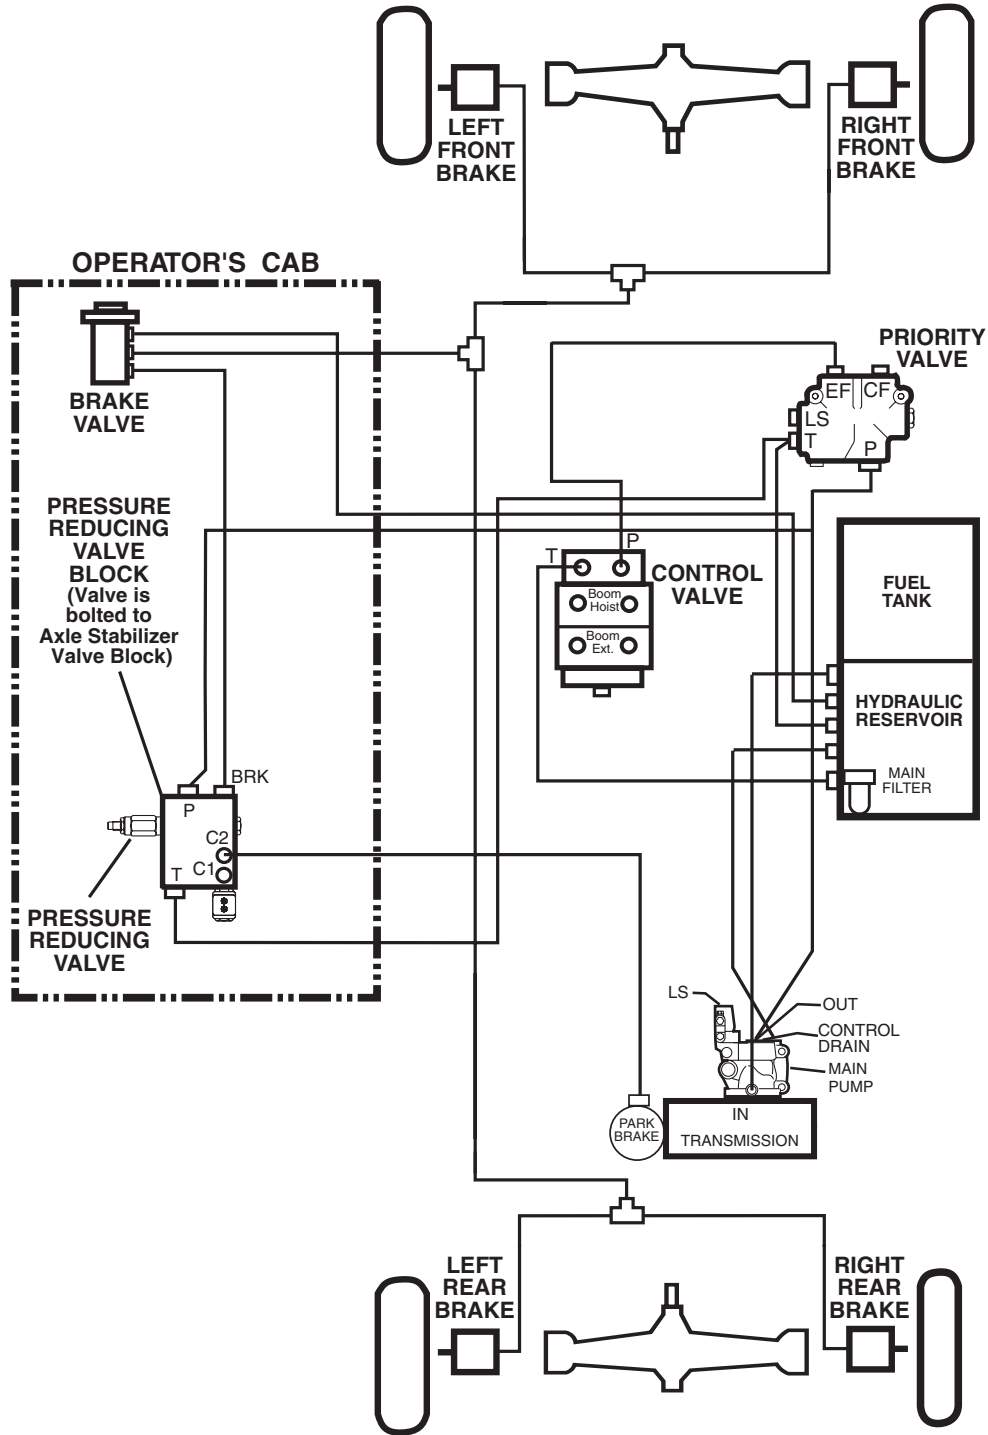 LEFT
FRONT
BRAKE
RIGHT
FRONT
BRAKE
OPERATOR'S CAB
BRAKE
VALVE
PRIORITY
VALVE
EF
CF
LS
T
P
PRESSURE
REDUCING
VALVE
BLOCK
(Valve is
bolted to
Axle Stabilizer
Valve Block)
T
P
CONTROL
VALVE
Boom
Hoist
Boom
Ext.
FUEL
TANK
HYDRAULIC
RESERVOIR
MAIN
FILTER
BRK
P
C2
C1
T
PRESSURE
REDUCING
VALVE
LS
OUT
CONTROL
DRAIN
MAIN
PUMP
IN
TRANSMISSION
PARK
BRAKE
LEFT
REAR
BRAKE
RIGHT
REAR
BRAKE